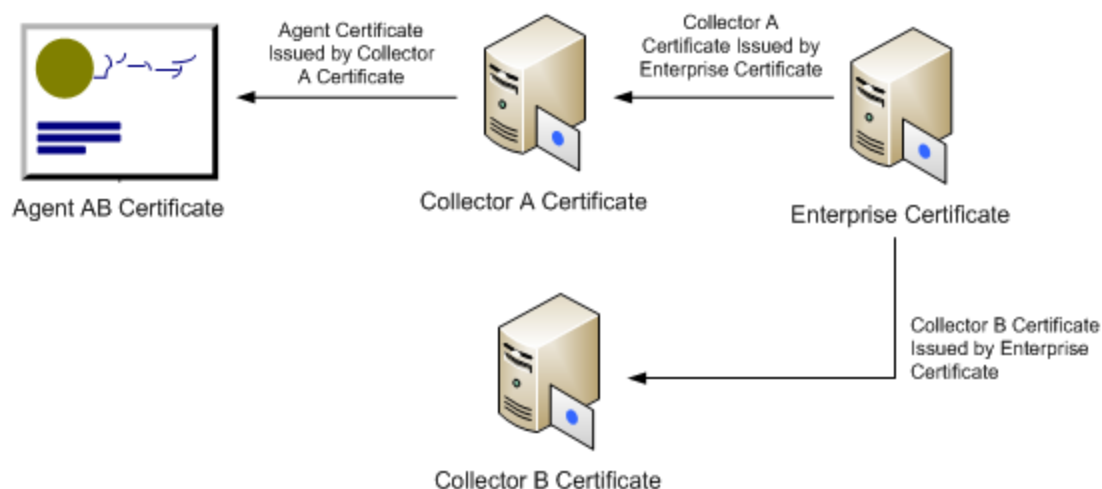 Agent Certificate
Issued by Collector
A Certificate
Collector A
Certificate Issued by
Enterprise Certificate
Agent AB Certificate
Collector A Certificate
Enterprise Certificate
Collector B Certificate
Issued by Enterprise
Certificate
Collector B Certificate